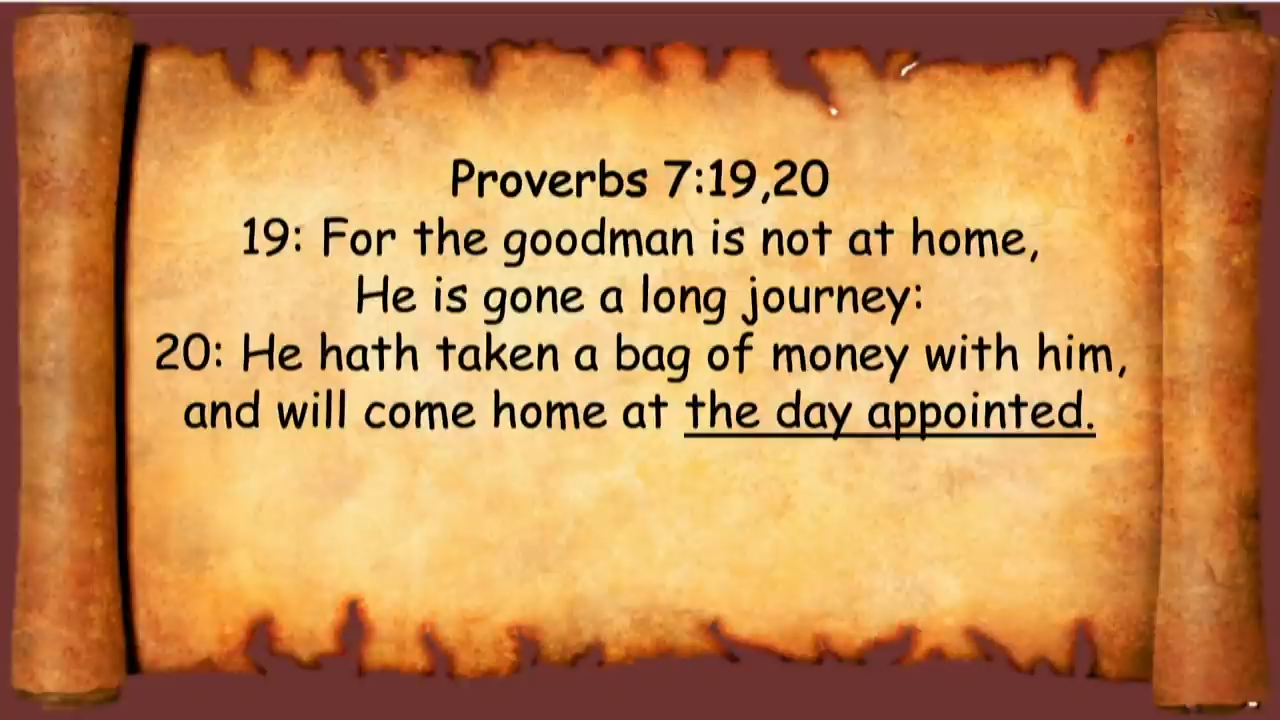 Proverbs 7:19,20
19: For the goodman is not at home,
He is gone a long journey:
20: He hath taken a bag of money with him,
and will come home at the day appointed.